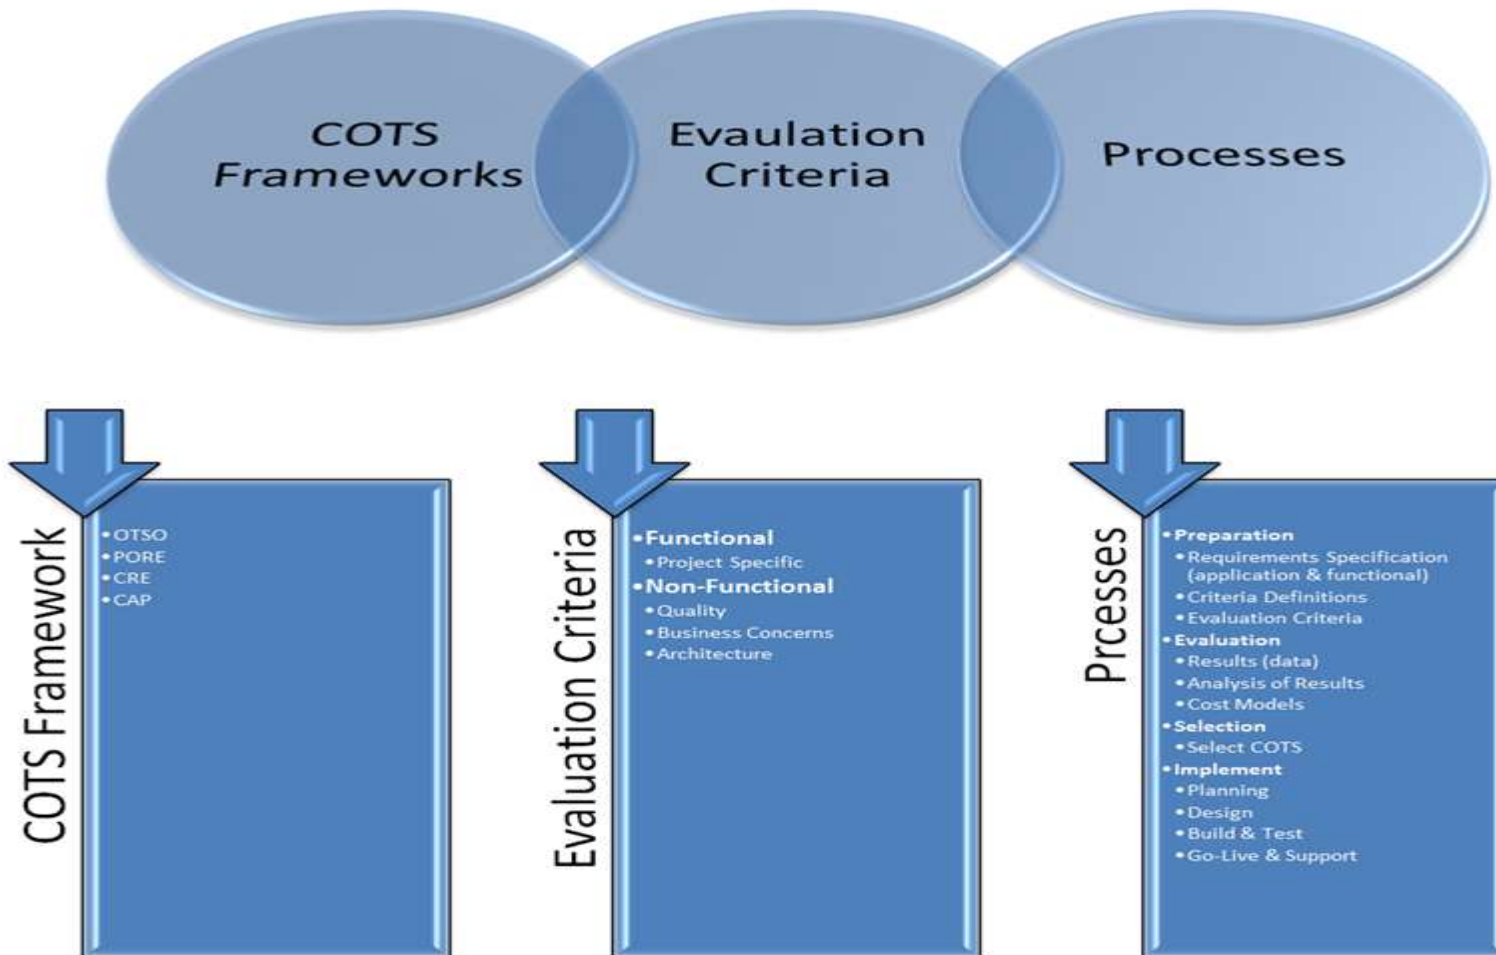 COTS
Frameworks
Evaulation
Criteria
Processes
COTS Framework
•OTSO
•PORE
•CRE
•CAP
Evaluation Criteria
•Functional
•Project Specific
•Non-Functional
•Quality
•Business Concerns
•Architecture
Prcesses
•Preparation
•Requirements Specification
(application & functional)
•Criteria Definitions
•Evaluation Criteria
•Evaluation
•Results (data)
•Analysis of Results
•Cost Models
•Selection
•Select COTS
•Implement
•Planning
•Design
•Build & Test
•Go-Live & Support